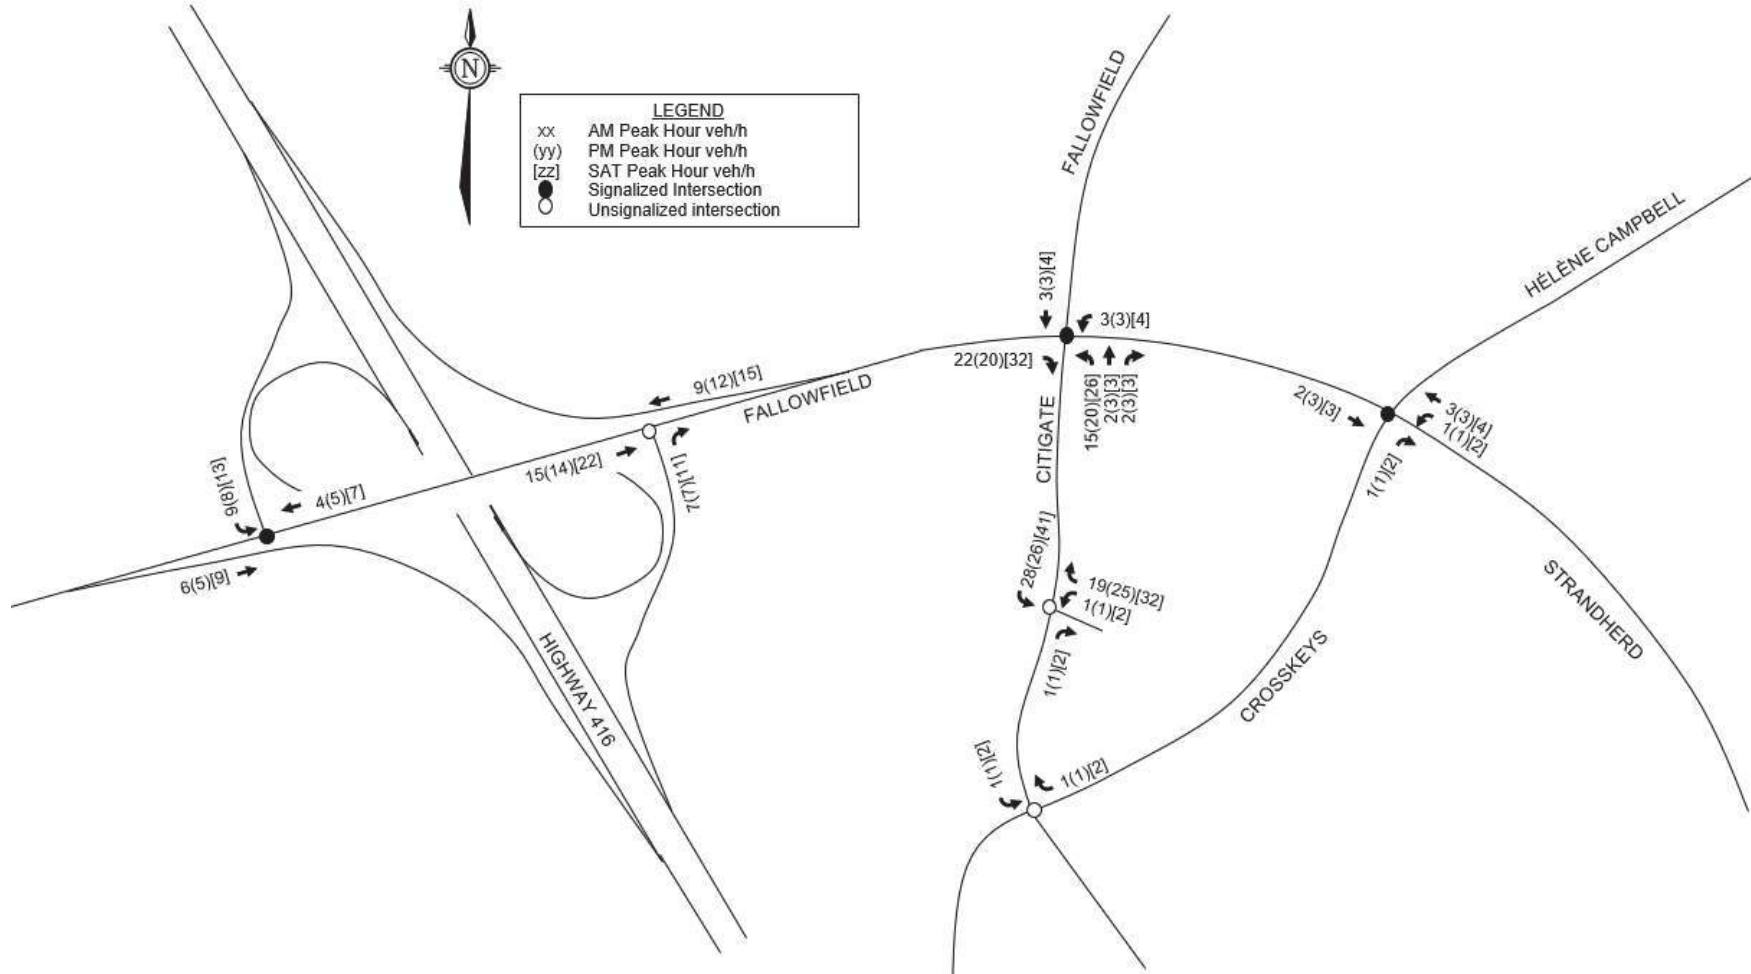 N
LEGEND
xx AM Peak Hour veh/h
(yy) PM Peak Hour veh/h
[zz] SAT Peak Hour veh/h
Signalized Intersection
Unsignalized intersection
FALLOWFIELD
HÉLÈNE CAMPBELL
3(3)[4]
3(3)[4]
22(20)[32]
15(20)[26]
2(3)[3]
2(3)[3]
9(12)[15]
FALLOWFIELD
CITIGATE
2(3)[3]
3(3)[4]
1(1)[2]
1(1)[2]
15(14)[22]
7(7)[11]
9(8)[13]
4(5)[7]
6(5)[9]
28(26)[41]
19(25)[32]
1(1)[2]
1(1)[2]
STRANDHERD
CROSSKEYS
HIGHWAY 416
1(1)[2]
1(1)[2]